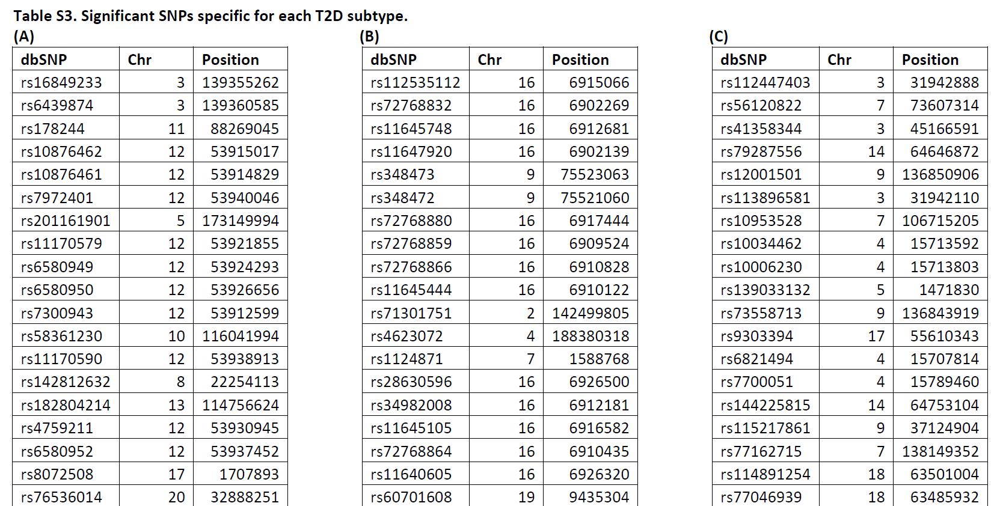 Table S3. Significant SNPs specific for each T2D subtype.
(A) (B) (C)
dbSNP Chr Position dbSNP Chr Position dbSNP Chr Position
rs16849233 3 139355262 rs112535112 16 6915066 rs112447403 3 31942888
rs6439874 3 139360585 rs72768832 16 6902269 rs56120822 7 73607314
rs178244 11 88269045 rs11645748 16 6912681 rs41358344 3 45166591
rs10876462 12 53915017 rs11647920 16 6902139 rs79287556 14 64646872
rs10876461 12 53914829 rs348473 9 75523063 rs12001501 9 136850906
rs7972401 12 53940046 rs348472 9 75521060 rs113896581 3 31942110
rs201161901 5 173149994 rs72768880 16 6917444 rs10953528 7 106715205
rs11170579 12 53921855 rs72768859 16 6909524 rs10034462 4 15713592
rs6580949 12 53924293 rs72768866 16 6910828 rs10006230 4 15713803
rs6580950 12 53926656 rs11645444 16 6910122 rs139033132 5 1471830
rs7300943 12 53912599 rs71301751 2 142499805 rs73558713 9 136843919
rs58361230 10 116041994 rs4623072 4 188380318 rs9303394 17 55610343
rs11170590 12 53938913 rs1124871 7 1588768 rs6821494 4 15707814
rs142812632 8 22254113 rs28630596 16 6926500 rs7700051 4 15789460
rs182804214 13 114756624 rs34982008 16 6912181 rs144225815 14 64753104
rs4759211 12 53930945 rs11645105 16 6916582 rs115217861 9 37124904
rs6580952 12 53937452 rs72768864 16 6910435 rs77162715 7 138149352
rs8072508 17 1707893 rs11640605 16 6926320 rs114891254 18 63501004
rs76536014 20 32888251 rs60701608 19 9435304 rs77046939 18 63485932